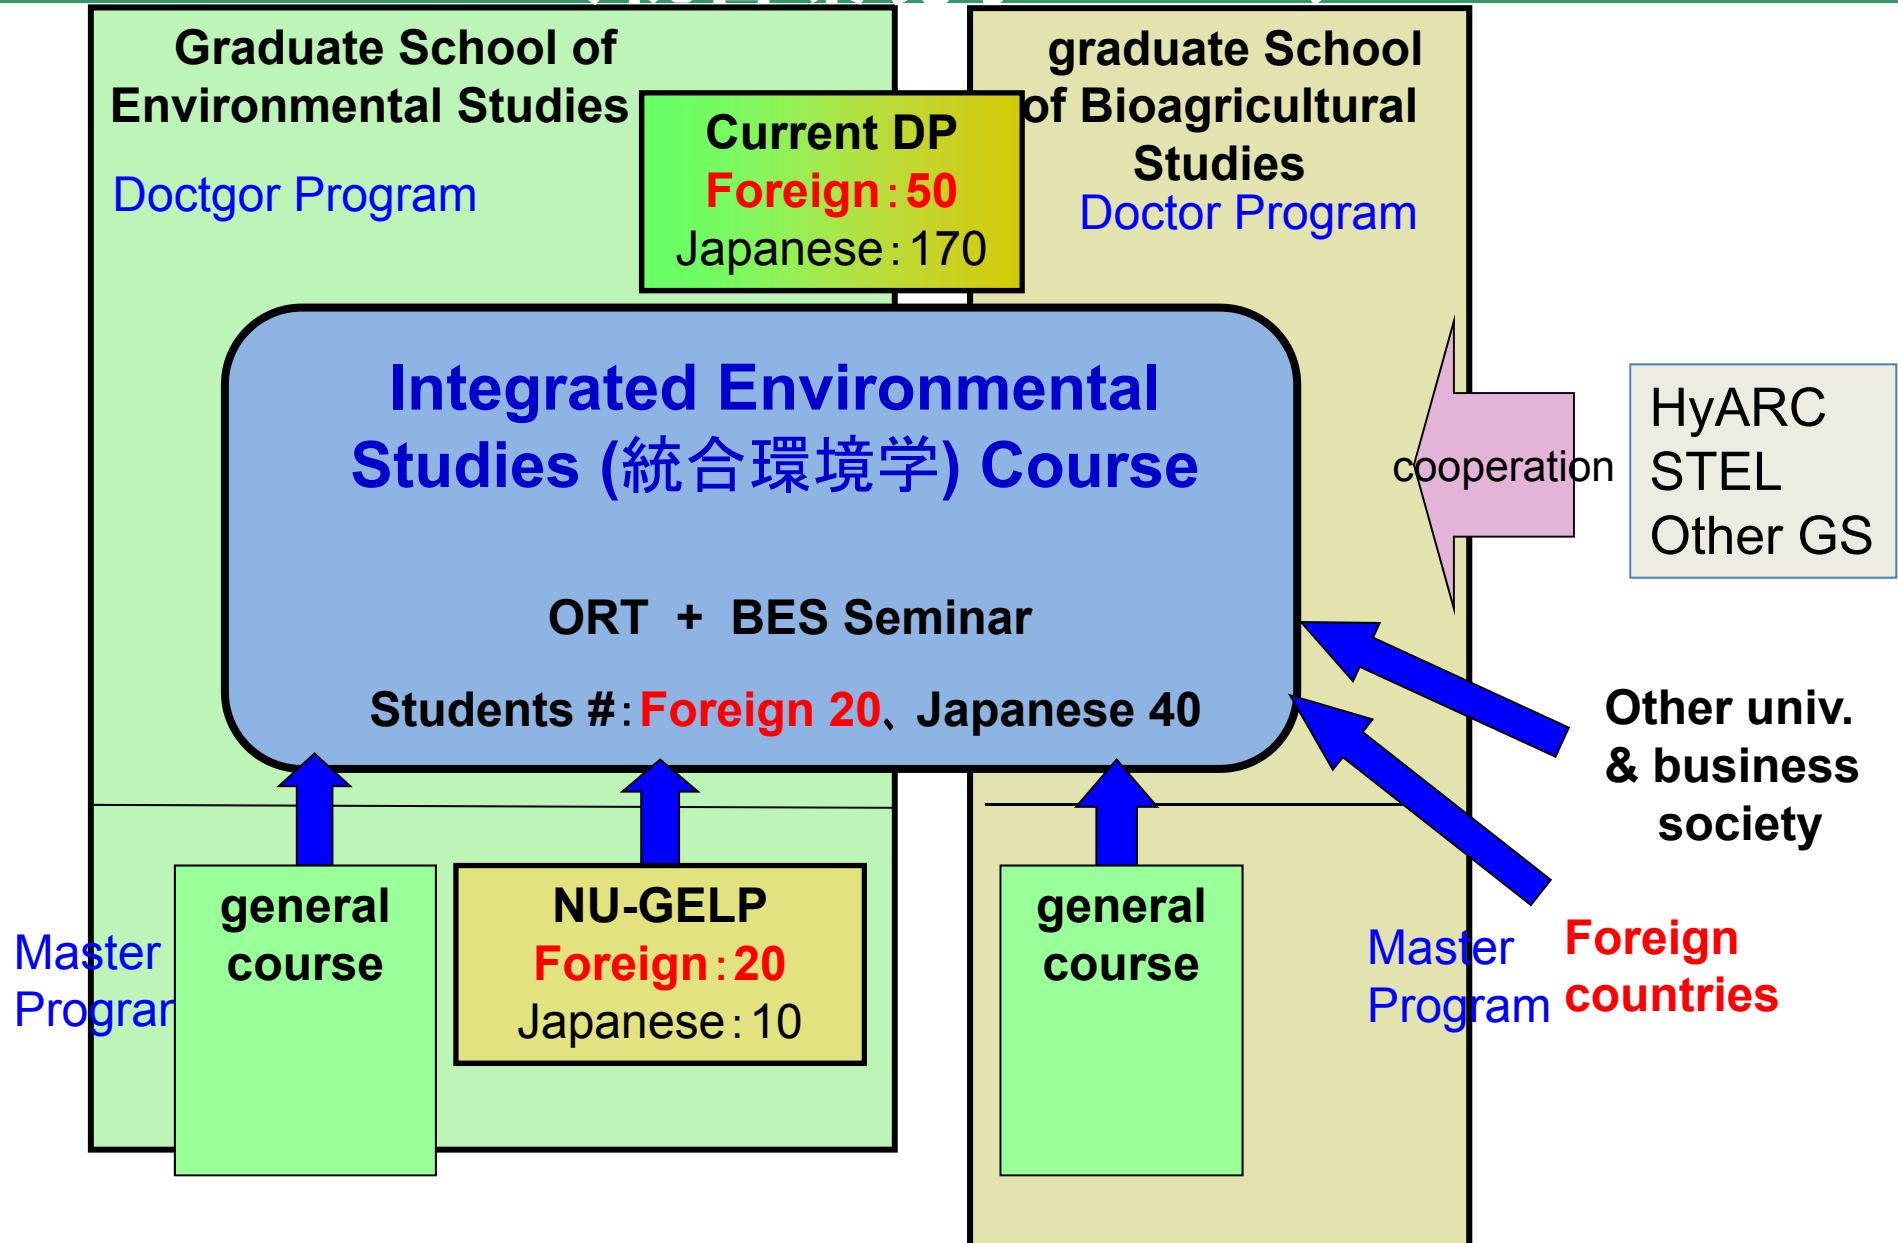 Graduate School of
Environmental Studies
Doctgor Program
Current DP
Foreign：50
Japanese：170
graduate School
of Bioagricultural
Studies
Doctor Program
Integrated Environmental
Studies (統合環境学) Course
ORT + BES Seminar
Students #：Foreign 20、Japanese 40
cooperation
HyARC
STEL
Other GS
Other univ.
& business
society
Foreign
countries
Master
Program
general
course
NU-GELP
Foreign：20
Japanese：10
general
course
Master